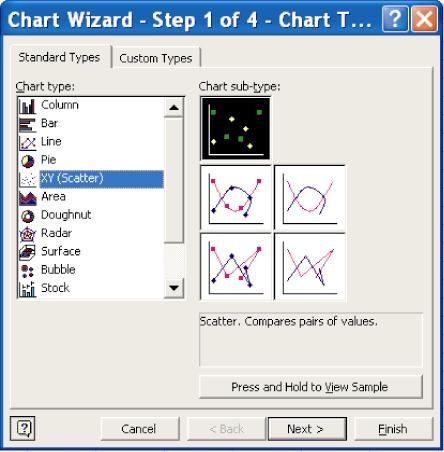 Chart Wizard - Step 1 of 4 - Chart T...
Standard Types
Custom Types
Chart type:
Column
Bar
Line
Pie
XY (Scatter)
Area
Doughnut
Radar
Surface
Bubble
Stock
Chart sub-type:
Scatter. Compares pairs of values.
Press and Hold to View Sample
Cancel
< Back
Next >
Finish